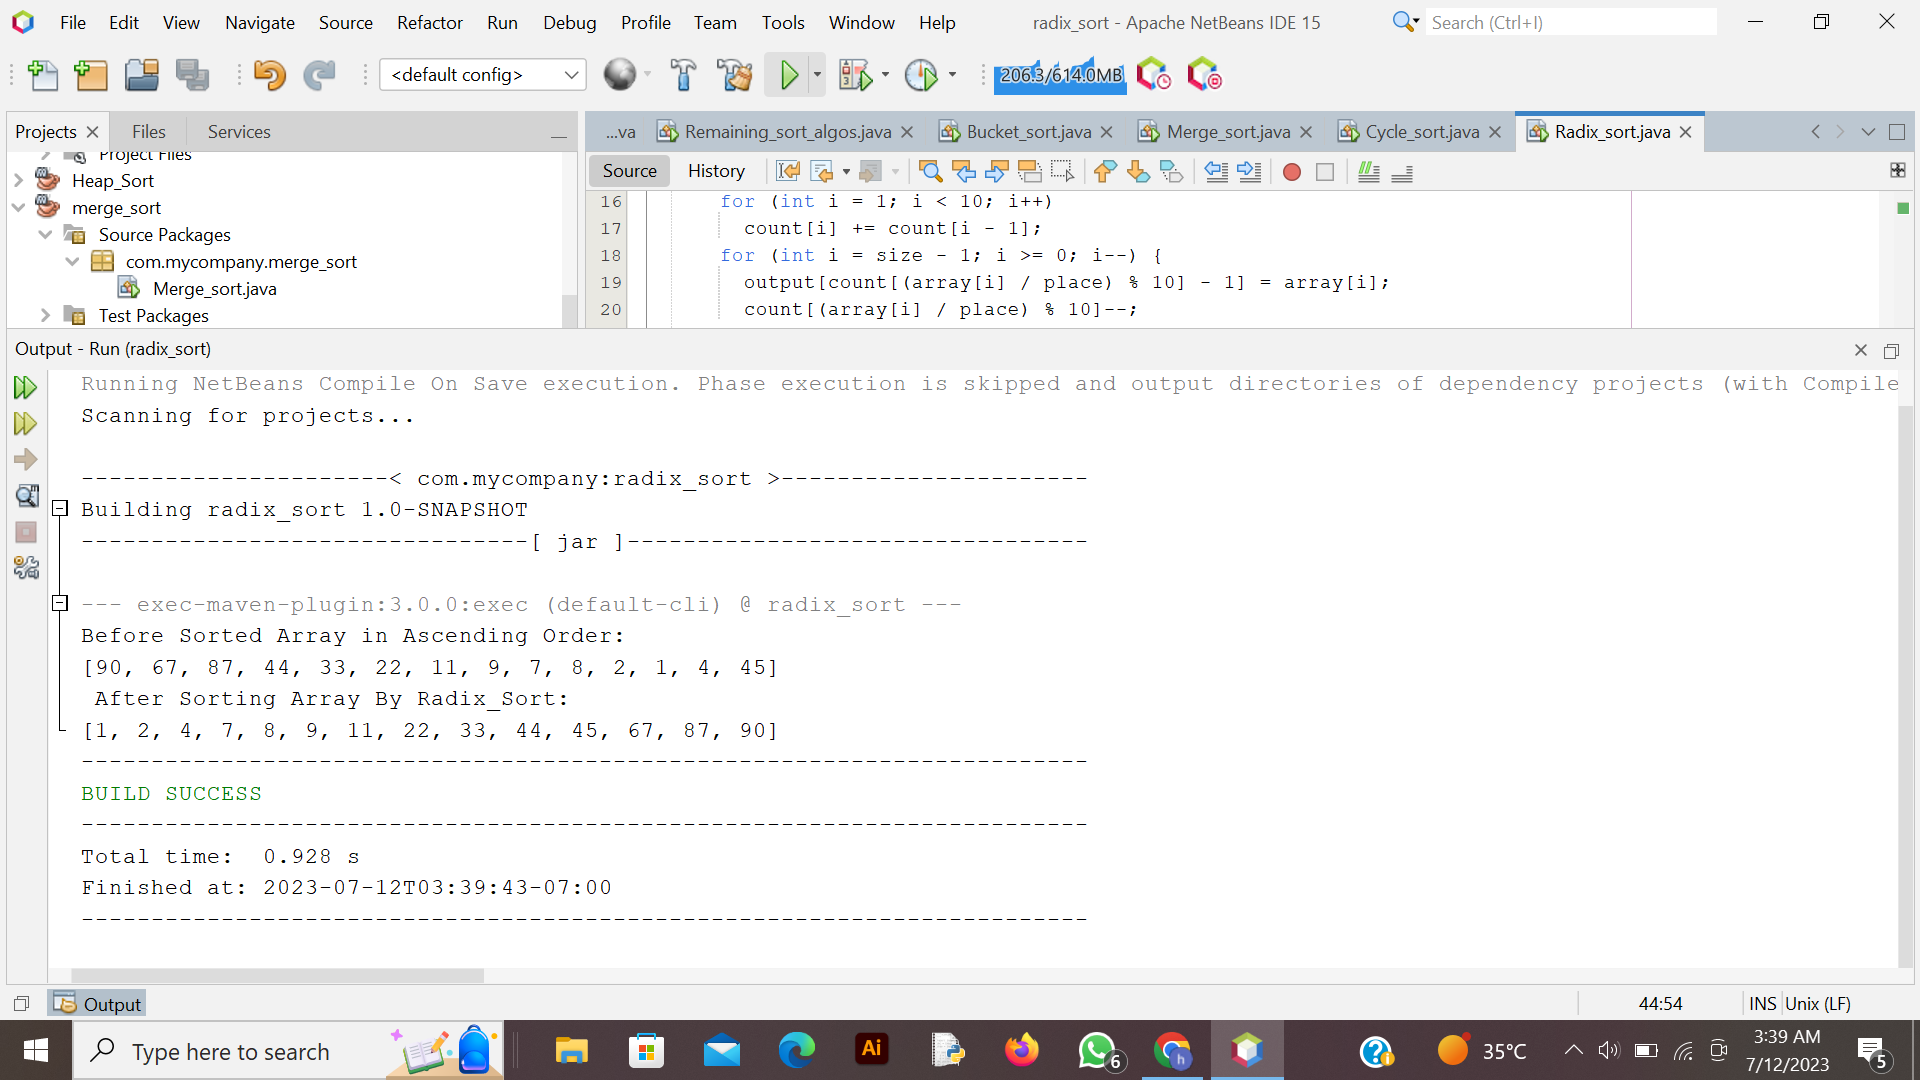 File Edit View Navigate Source Refactor Run Debug Profile Team Tools Window Help radix_sort - Apache NetBeans IDE 15 Search (Ctrl+I)
<default config> 206.3/614.0MB
Projects Files Services ...va Remaining_sort_algos.java Bucket_sort.java Merge_sort.java Cycle_sort.java Radix_sort.java
Project Files
Heap_Sort
merge_sort
Source Packages
com.mycompany.merge_sort
Merge_sort.java
Test Packages
Source History
16 for (int i = 1; i < 10; i++)
17 count[i] += count[i - 1];
18 for (int i = size - 1; i >= 0; i--) {
19 output[count[(array[i] / place) % 10] - 1] = array[i];
20 count[(array[i] / place) % 10]--;
Output - Run (radix_sort)
Running NetBeans Compile On Save execution. Phase execution is skipped and output directories of dependency projects (with Compile
Scanning for projects...
----------------------< com.mycompany:radix_sort >----------------------
Building radix_sort 1.0-SNAPSHOT
--------------------------------[ jar ]---------------------------------
--- exec-maven-plugin:3.0.0:exec (default-cli) @ radix_sort ---
Before Sorted Array in Ascending Order:
[90, 67, 87, 44, 33, 22, 11, 9, 7, 8, 2, 1, 4, 45]
After Sorting Array By Radix_Sort:
[1, 2, 4, 7, 8, 9, 11, 22, 33, 44, 45, 67, 87, 90]
------------------------------------------------------------------------
BUILD SUCCESS
------------------------------------------------------------------------
Total time:  0.928 s
Finished at: 2023-07-12T03:39:43-07:00
------------------------------------------------------------------------
Output 44:54 INS Unix (LF)
Type here to search Ai 6 h 35°C 3:39 AM
7/12/2023 5